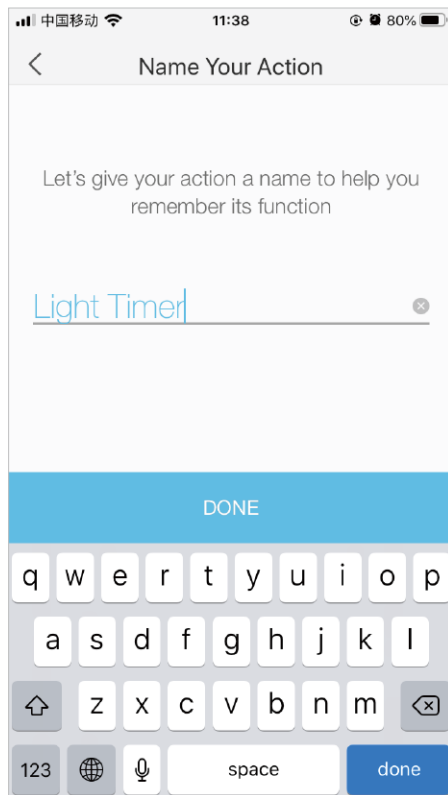 中国移动 11:38 80%
Name Your Action
Let's give your action a name to help you
remember its function
Light Timer
DONE
q w e r t y u i o p
a s d f g h j k l
z x c v b n m
123 space done